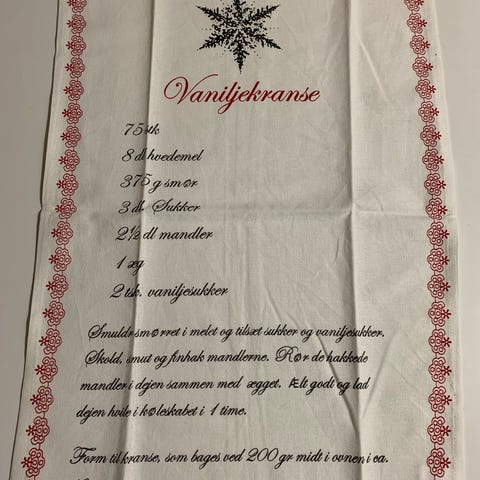 Vaniljekranse
75 stk
8 dl hvedemel
375 g smør
3 dl. Sukker
2½ dl mandler
1 æg
2 tsk. vaniljesukker
Smuldr smørret i melet og tilsæt sukker og vaniljesukker.
Skold, smut og finhak mandlerne. Rør de hakkede
mandler i dejen sammen med ægget. Ælt godt og lad
dejen hvile i køleskabet i 1 time.
Form til kranse, som bages ved 200 gr midt i ovnen i ca.